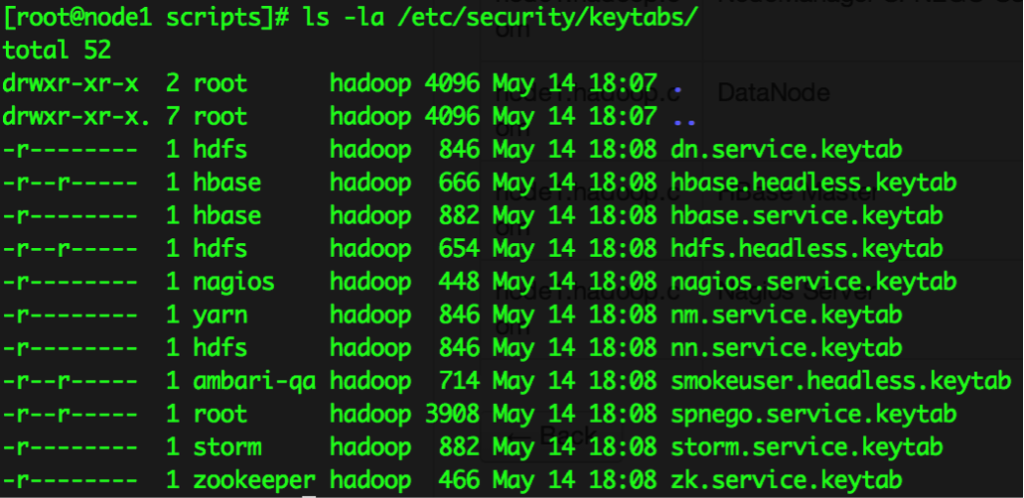 [root@node1 scripts]# ls -la /etc/security/keytabs/
total 52
drwxr-xr-x  2 root      hadoop 4096 May 14 18:07 .
drwxr-xr-x. 7 root      hadoop 4096 May 14 18:07 ..
-r--------  1 hdfs      hadoop  846 May 14 18:08 dn.service.keytab
-r--r-----  1 hbase     hadoop  666 May 14 18:08 hbase.headless.keytab
-r--------  1 hbase     hadoop  882 May 14 18:08 hbase.service.keytab
-r--r-----  1 hdfs      hadoop  654 May 14 18:08 hdfs.headless.keytab
-r--------  1 nagios    hadoop  448 May 14 18:08 nagios.service.keytab
-r--------  1 yarn      hadoop  846 May 14 18:08 nm.service.keytab
-r--------  1 hdfs      hadoop  846 May 14 18:08 nn.service.keytab
-r--r-----  1 ambari-qa hadoop  714 May 14 18:08 smokeuser.headless.keytab
-r--r-----  1 root      hadoop 3908 May 14 18:08 spnego.service.keytab
-r--------  1 storm     hadoop  882 May 14 18:08 storm.service.keytab
-r--------  1 zookeeper hadoop  466 May 14 18:08 zk.service.keytab
DataNode
HBase Master
Nagios Server
Back